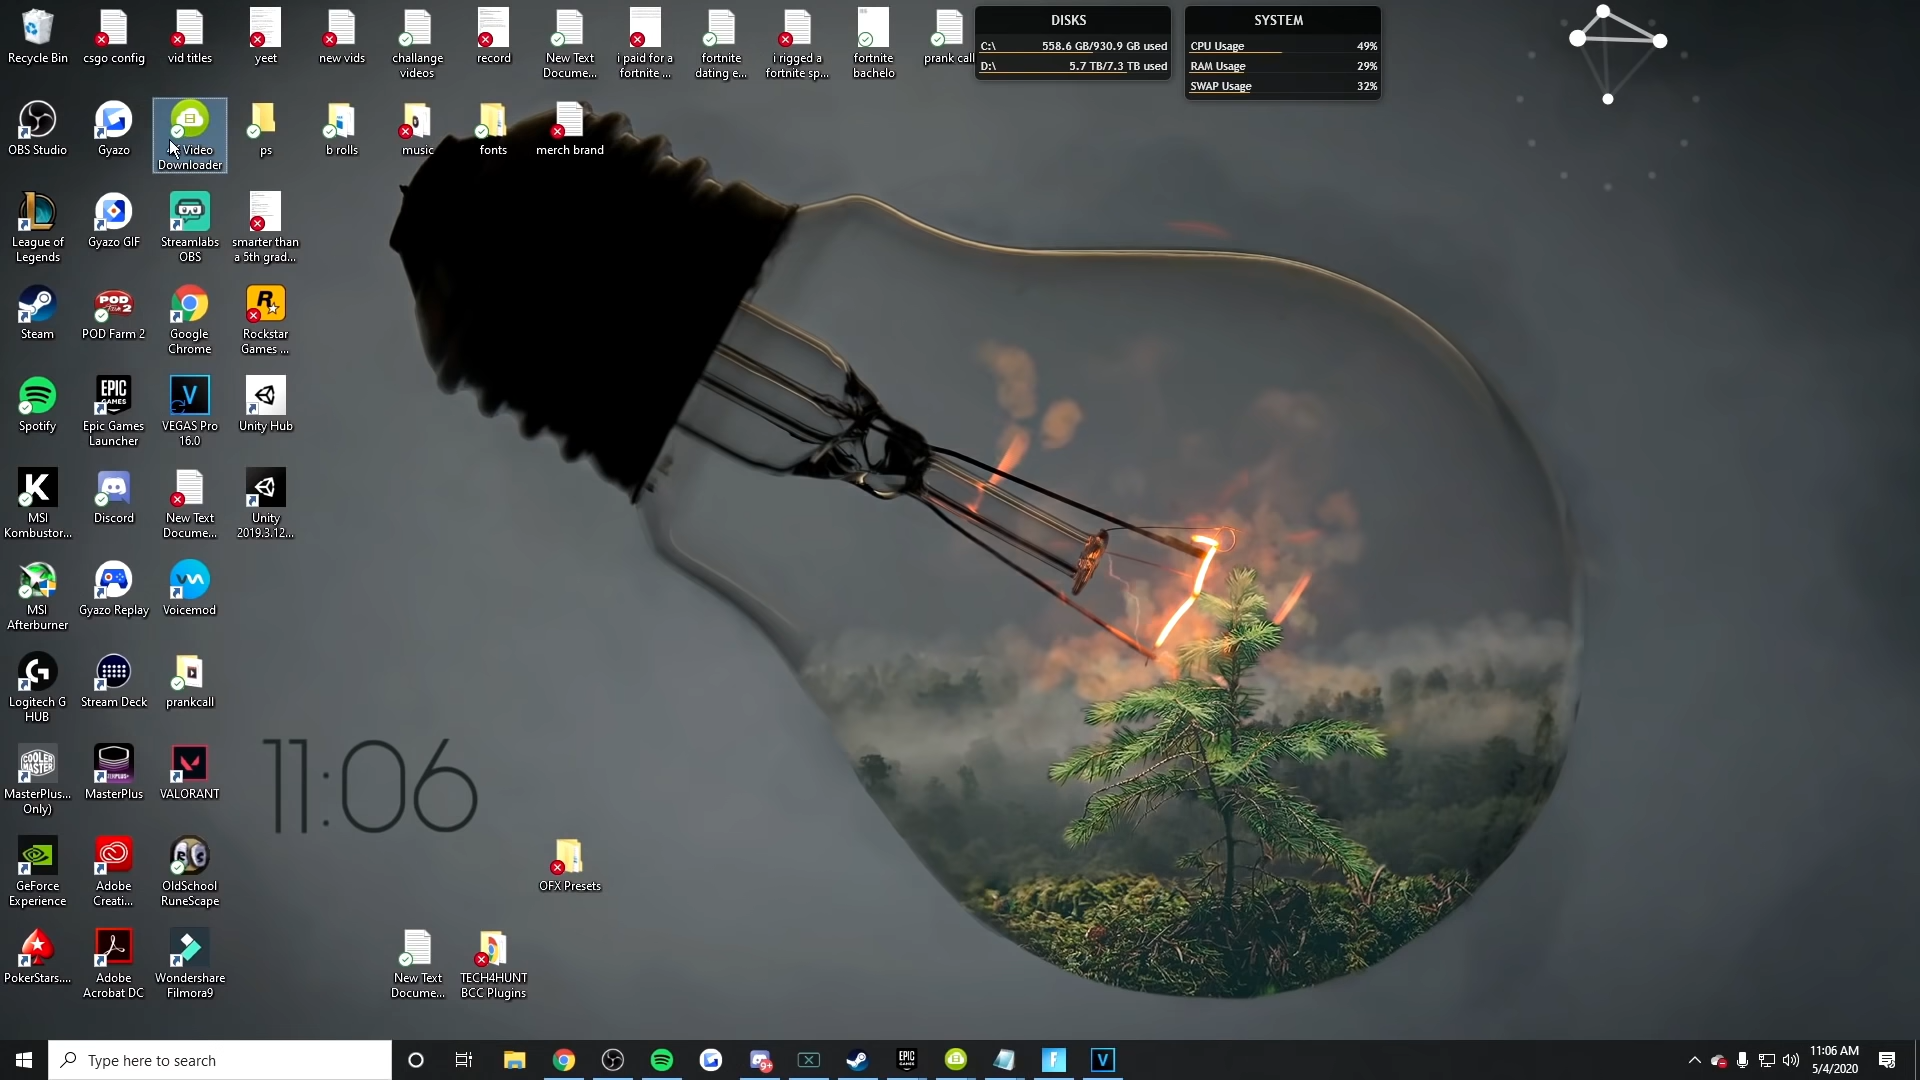 Recycle Bin
csgo config
vid titles
yeet
new vids
challange
videos
record
New Text
Docume...
i paid for a
fortnite ...
fortnite
dating e...
i rigged a
fortnite sp...
fortnite
bachelo
prank call
DISKS
C:\ 558.6 GB/930.9 GB used
D:\ 5.7 TB/7.3 TB used
SYSTEM
CPU Usage 49%
RAM Usage 29%
SWAP Usage 32%
OBS Studio
Gyazo
Video
Downloader
ps
b rolls
music
fonts
merch brand
League of
Legends
Gyazo GIF
Streamlabs
OBS
smarter than
a 5th grad...
Steam
POD Farm 2
Google
Chrome
Rockstar
Games ...
Spotify
EPIC
GAMES
Epic Games
Launcher
VEGAS Pro
16.0
Unity Hub
MSI
Kombustor...
Discord
New Text
Docume...
Unity
2019.3.12...
MSI
Afterburner
Gyazo Replay
Voicemod
Logitech G
HUB
Stream Deck
prankcall
COOLER
MASTER
MasterPlus...
Only)
MasterPlus
VALORANT
11:06
GeForce
Experience
Adobe
Creati...
OldSchool
RuneScape
OFX Presets
PokerStars....
Adobe
Acrobat DC
Wondershare
Filmora9
New Text
Docume...
TECH4HUNT
BCC Plugins
Type here to search
9+
EPIC
11:06 AM
5/4/2020